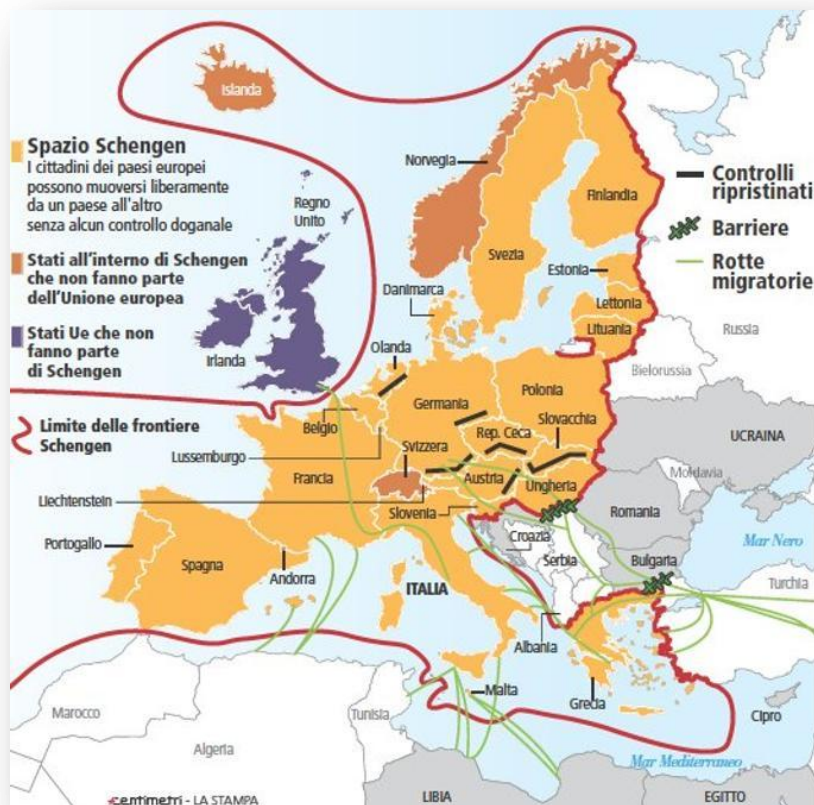 Islanda
Spazio Schengen
I cittadini dei paesi europei
possono muoversi liberamente
da un paese all'altro
senza alcun controllo doganale
Stati all'interno di Schengen
che non fanno parte
dell'Unione europea
Stati Ue che non
fanno parte
di Schengen
Limite delle frontiere
Schengen
Controlli
ripristinati
Barriere
Rotte
migratorie
Regno
Unito
Irlanda
Norvegia
Svezia
Finlandia
Estonia
Lettonia
Lituania
Danimarca
Olanda
Russia
Bielorussia
Belgio
Germania
Polonia
Lussemburgo
Rep. Ceca
Slovacchia
UCRAINA
Svizzera
Francia
Austria
Ungheria
Moldavia
Liechtenstein
Slovenia
Romania
Croazia
Serbia
Bulgaria
Mar Nero
Portogallo
Spagna
Andorra
ITALIA
Turchia
Albania
Malta
Grecia
Cipro
Marocco
Algeria
Tunisia
Mar Mediterraneo
LIBIA
EGITTO
centimetri - LA STAMPA